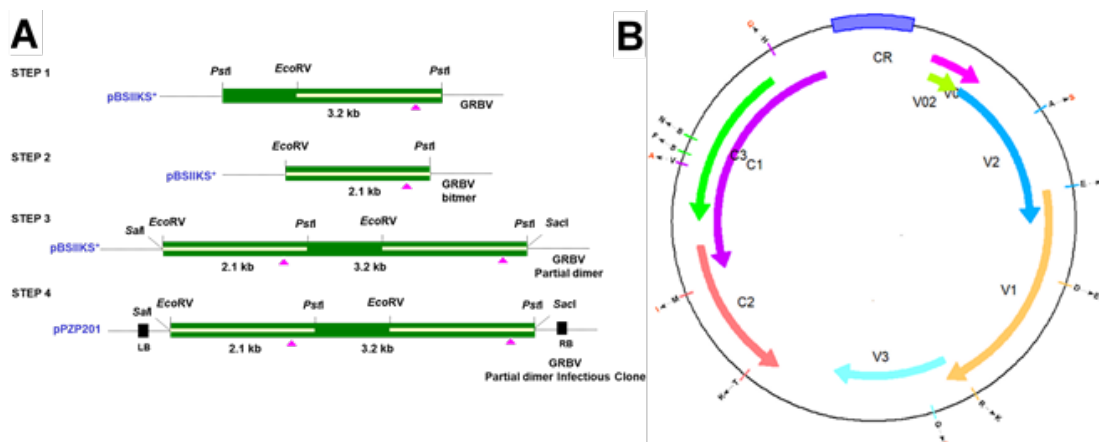 A
STEP 1
PstI
EcoRV
PstI
pBSIIKS⁺
3.2 kb
GRBV
STEP 2
EcoRV
PstI
pBSIIKS⁺
2.1 kb
GRBV
bitmer
STEP 3
SalI
EcoRV
PstI
EcoRV
PstI
SacI
pBSIIKS⁺
2.1 kb
3.2 kb
GRBV
Partial dimer
STEP 4
SalI
EcoRV
PstI
EcoRV
PstI
SacI
pPZP201
LB
2.1 kb
3.2 kb
RB
GRBV
Partial dimer Infectious Clone
B
CR
V02
V2
C3
C1
V1
C2
V3